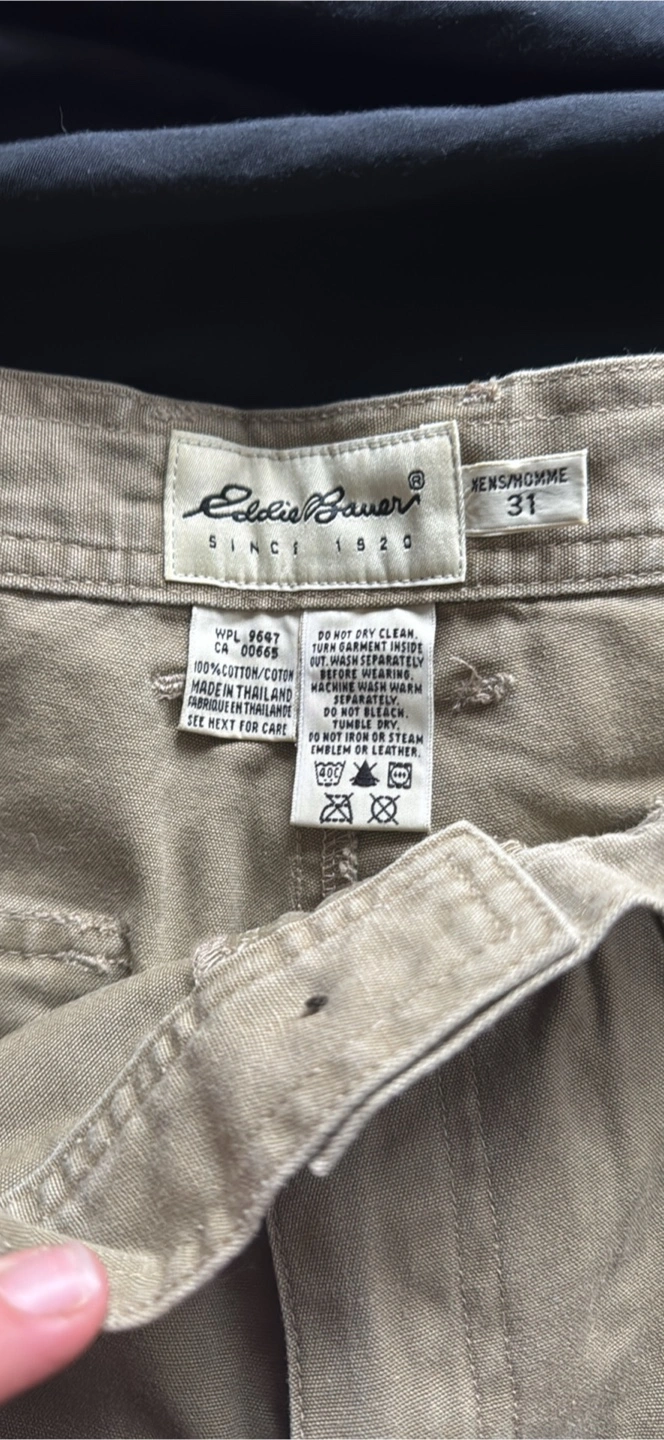 Eddie Bauer®
SINCE 1920
MENS/HOMME
31
WPL 9647
CA 00665
100%COTTON/COTON
MADE IN THAILAND
FABRIQUE EN THAILANDE
SEE NEXT FOR CARE
DO NOT DRY CLEAN.
TURN GARMENT INSIDE
OUT. WASH SEPARATELY
BEFORE WEARING.
MACHINE WASH WARM
SEPARATELY.
DO NOT BLEACH.
TUMBLE DRY.
DO NOT IRON OR STEAM
EMBLEM OR LEATHER.
40C